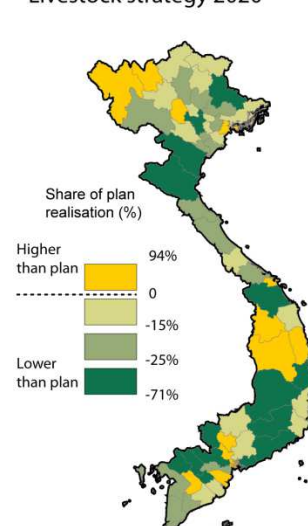 Livestock strategy 2020
Share of plan
realisation (%)
Higher
than plan
94%
0
-15%
-25%
Lower
than plan
-71%